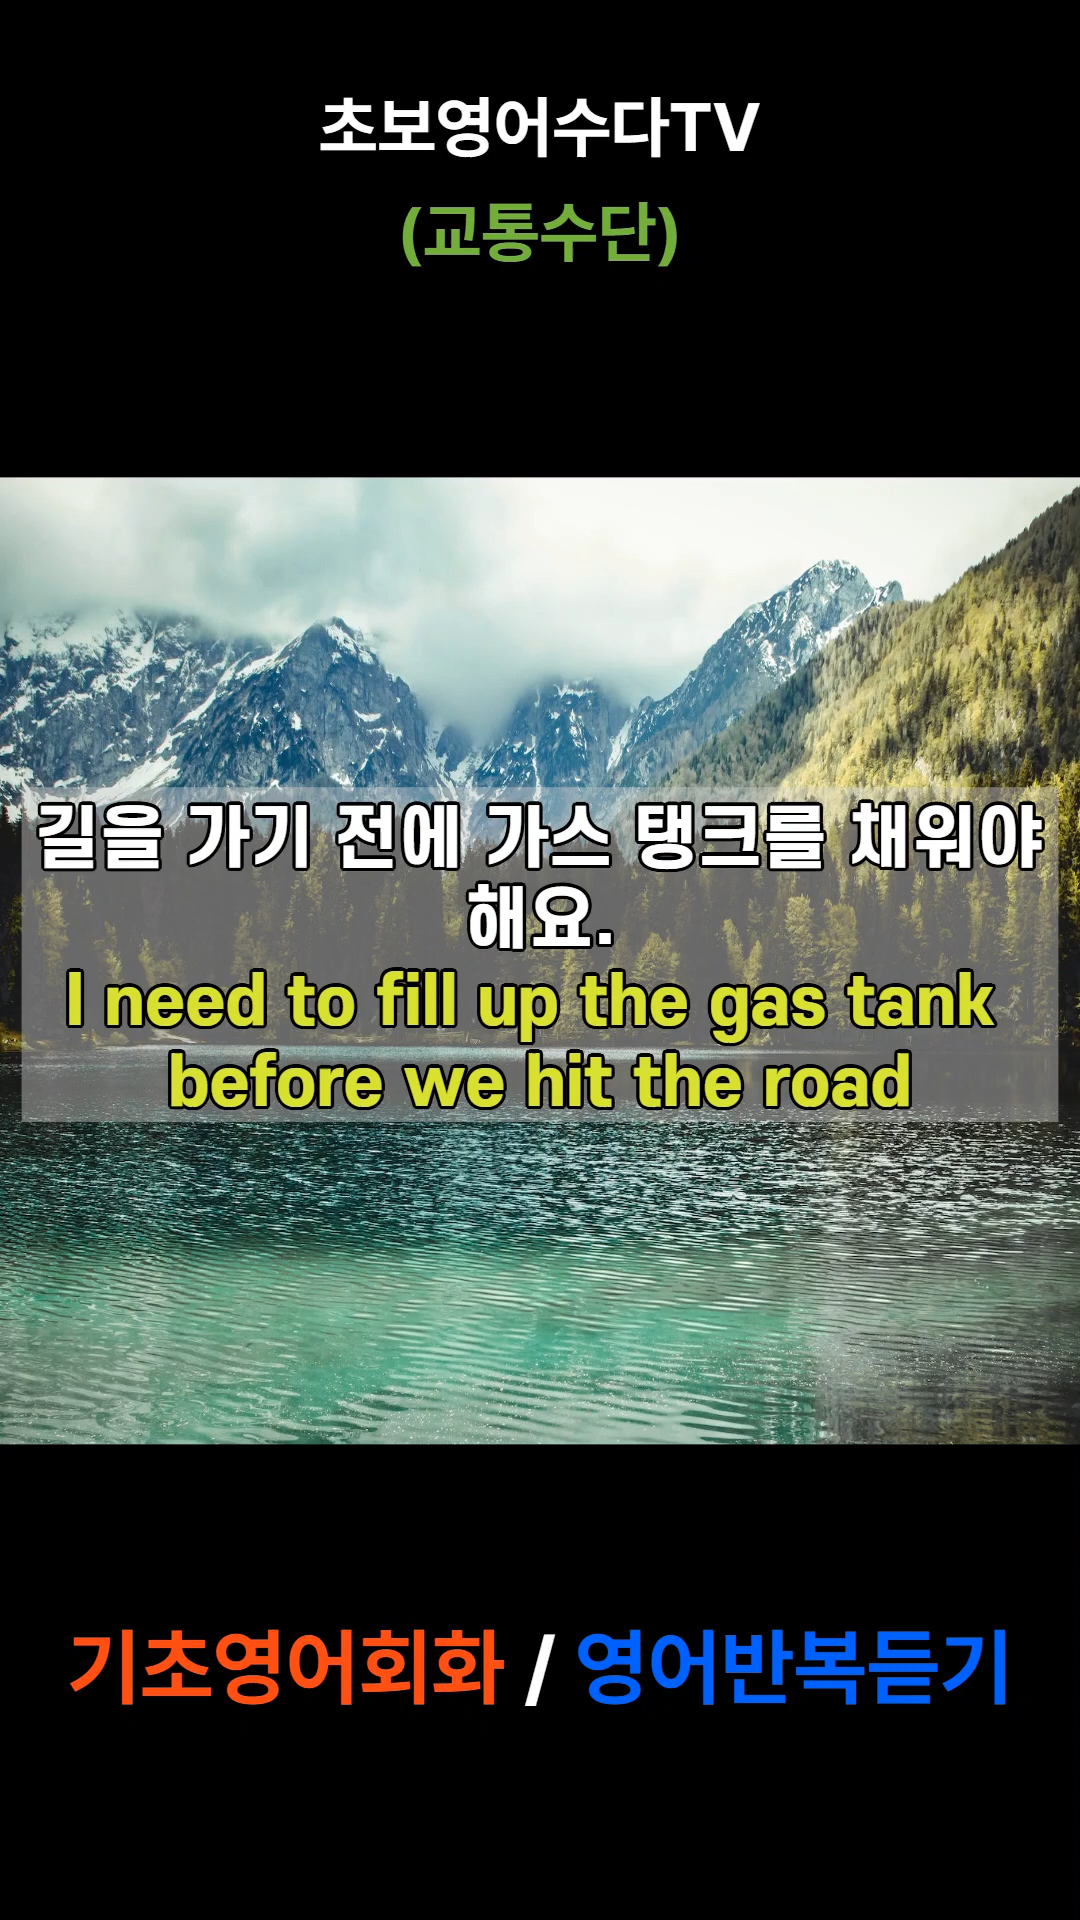 초보영어수다TV
(교통수단)
길을 가기 전에 가스 탱크를 채워야
해요.
I need to fill up the gas tank
before we hit the road
기초영어회화 / 영어반복듣기